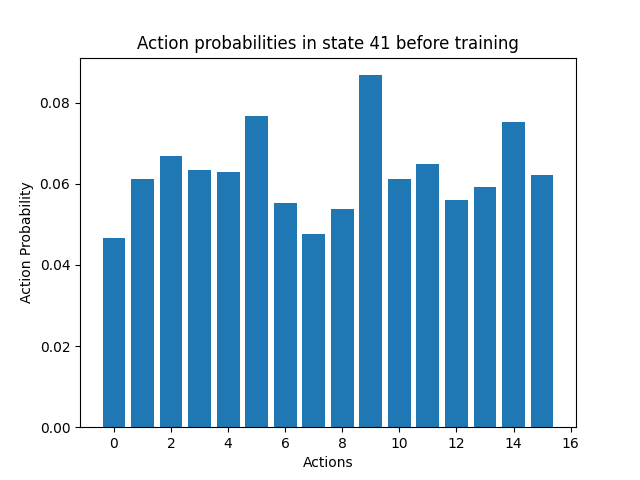 Action probabilities in state 41 before training
0.08
0.06
0.04
0.02
0.00
Action Probability
0 2 4 6 8 10 12 14 16
Actions